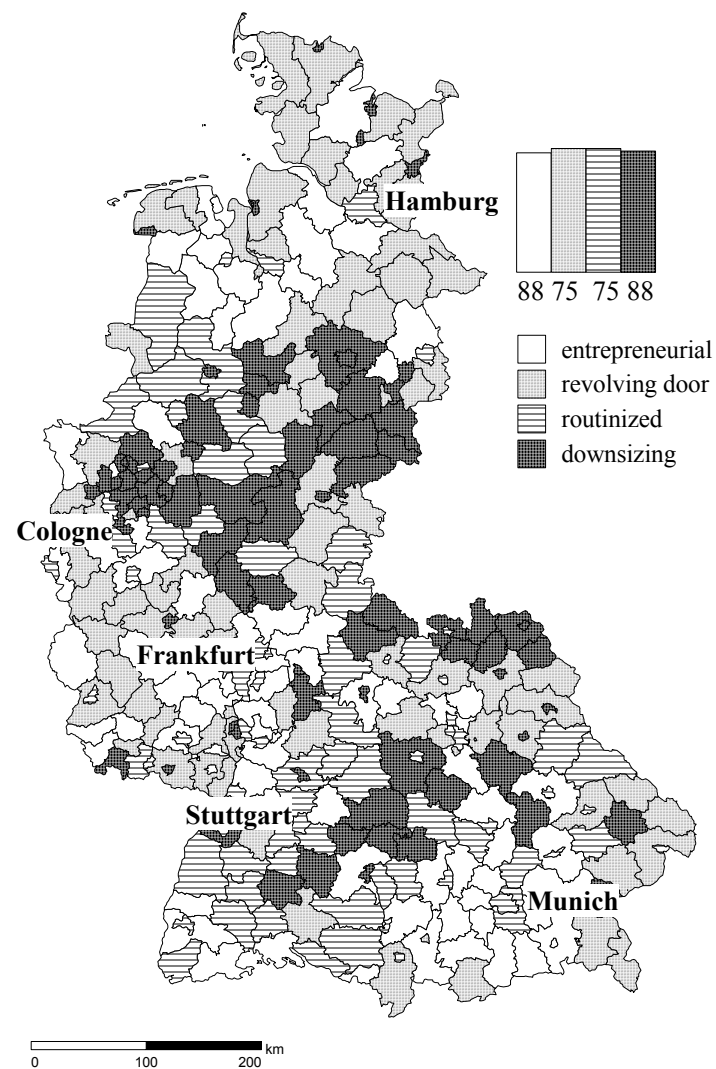 Hamburg
88 75 75 88
entrepreneurial
revolving door
routinized
downsizing
Cologne
Frankfurt
Stuttgart
Munich
km
0 100 200